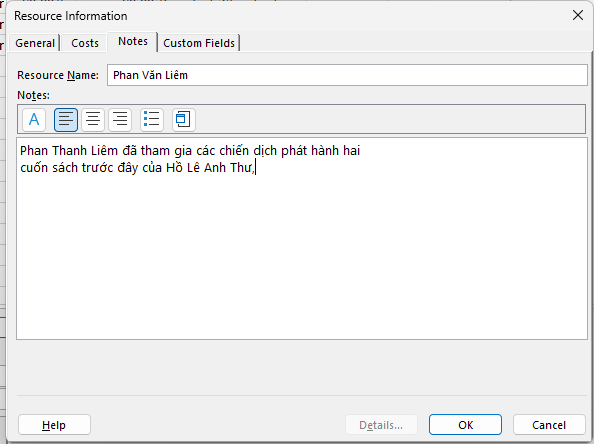 Resource Information
General Costs Notes Custom Fields
Resource Name: Phan Văn Liêm
Notes:
A
Phan Thanh Liêm đã tham gia các chiến dịch phát hành hai
cuốn sách trước đây của Hồ Lê Anh Thư,
Help Details... OK Cancel